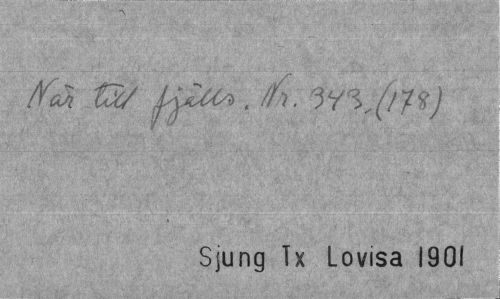 När till fjälls. Nr. 343, (178)
Sjung Tx Lovisa 1901